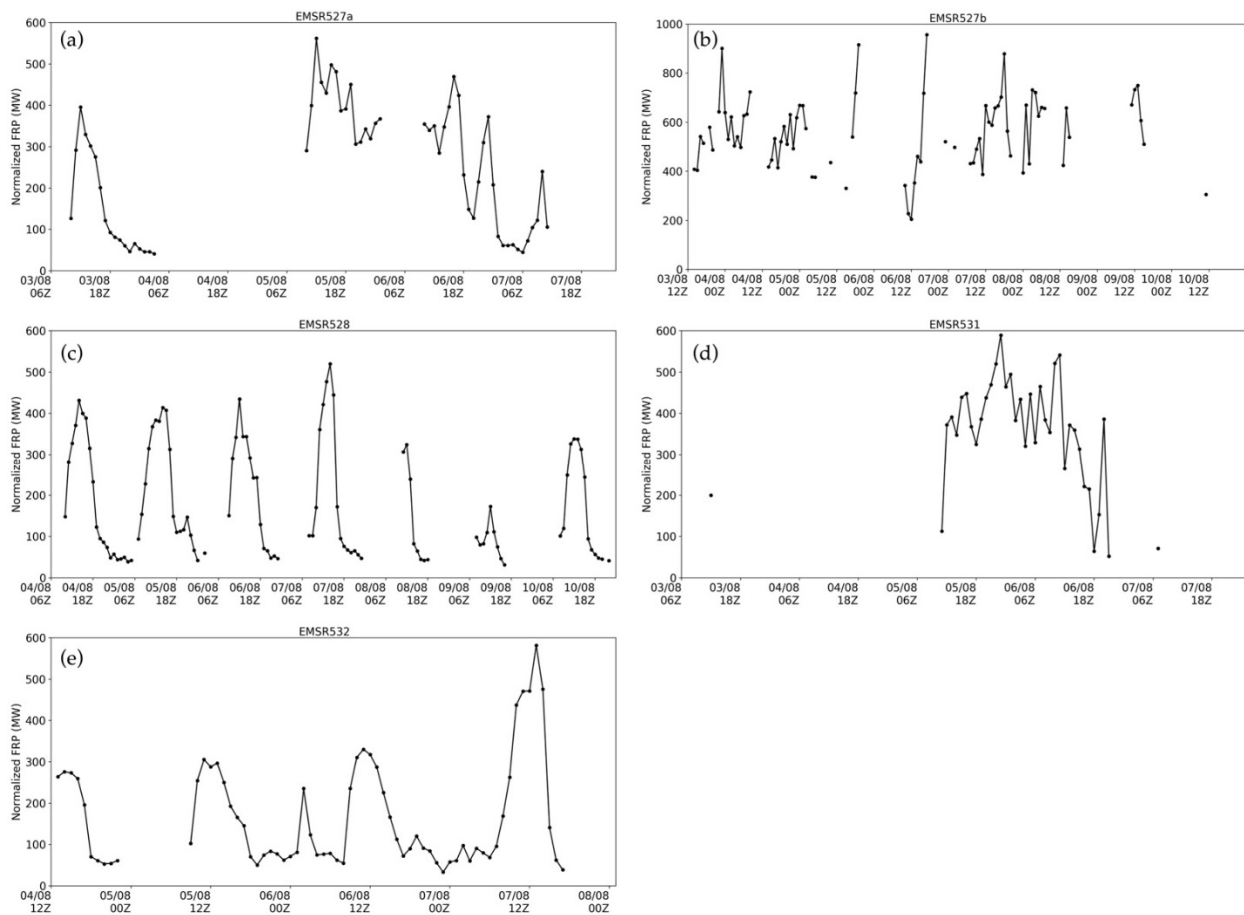 EMSR527a
(a)
Normalized FRP (MW)
600
500
400
300
200
100
0
03/08 03/08 04/08 04/08 05/08 05/08 06/08 06/08 07/08 07/08
06Z 18Z 06Z 18Z 06Z 18Z 06Z 18Z 06Z 18Z
EMSR527b
(b)
Normalized FRP (MW)
1000
800
600
400
200
0
03/08 04/08 04/08 05/08 05/08 06/08 06/08 07/08 07/08 08/08 08/08 09/08 09/08 10/08 10/08
12Z 00Z 12Z 00Z 12Z 00Z 12Z 00Z 12Z 00Z 12Z 00Z 12Z 00Z 12Z
EMSR528
(c)
Normalized FRP (MW)
600
500
400
300
200
100
0
04/08 04/08 05/08 05/08 06/08 06/08 07/08 07/08 08/08 08/08 09/08 09/08 10/08 10/08
06Z 18Z 06Z 18Z 06Z 18Z 06Z 18Z 06Z 18Z 06Z 18Z 06Z 18Z
EMSR531
(d)
Normalized FRP (MW)
600
500
400
300
200
100
0
03/08 03/08 04/08 04/08 05/08 05/08 06/08 06/08 07/08 07/08
06Z 18Z 06Z 18Z 06Z 18Z 06Z 18Z 06Z 18Z
EMSR532
(e)
Normalized FRP (MW)
600
500
400
300
200
100
0
04/08 05/08 05/08 06/08 06/08 07/08 07/08 08/08
12Z 00Z 12Z 00Z 12Z 00Z 12Z 00Z